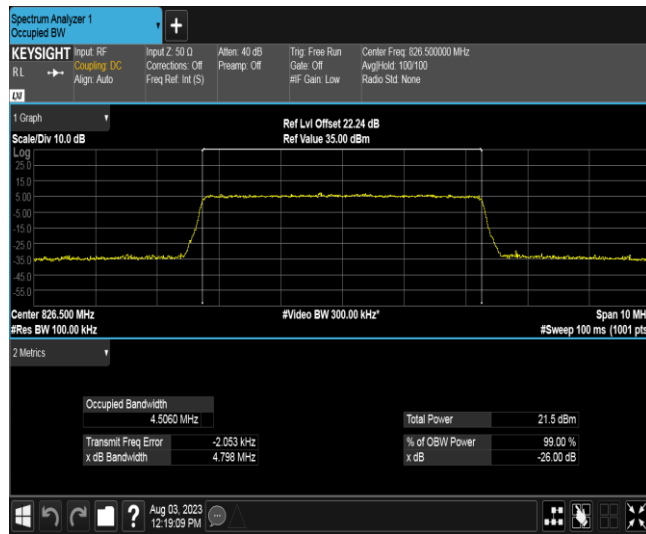 Spectrum Analyzer 1
Occupied BW
+
KEYSIGHT
RL
LXI
Input: RF
Coupling: DC
Align: Auto
Input Z: 50 Ω
Corrections: Off
Freq Ref: Int (S)
Atten: 40 dB
Preamp: Off
Trig: Free Run
Gate: Off
#IF Gain: Low
Center Freq: 826.500000 MHz
Avg|Hold: 100/100
Radio Std: None
1 Graph
Scale/Div 10.0 dB
Ref Lvl Offset 22.24 dB
Ref Value 35.00 dBm
Log
25.0
15.0
5.00
-5.00
-15.0
-25.0
-35.0
-45.0
-55.0
Center 826.500 MHz
#Video BW 300.00 kHz*
Span 10 MH
#Res BW 100.00 kHz
#Sweep 100 ms (1001 pts
2 Metrics
Occupied Bandwidth
4.5060 MHz
Transmit Freq Error -2.053 kHz
x dB Bandwidth 4.798 MHz
Total Power 21.5 dBm
% of OBW Power 99.00 %
x dB -26.00 dB
?
Aug 03, 2023
12:19:09 PM